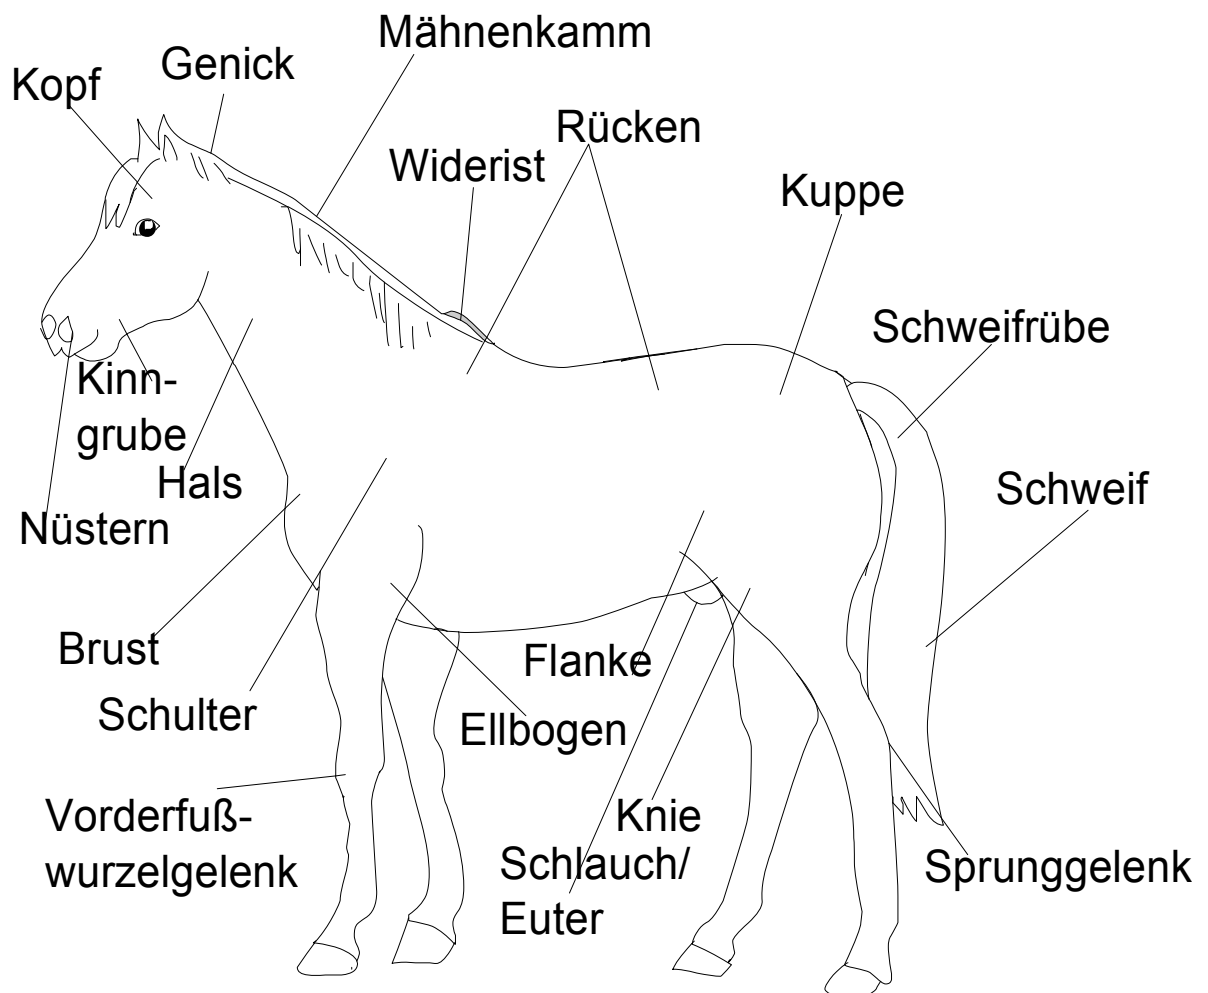 Mähnenkamm
Genick
Kopf
Rücken
Widerist
Kuppe
Schweifrübe
Kinn-
grube
Hals
Schweif
Nüstern
Brust
Flanke
Schulter
Ellbogen
Vorderfuß-
wurzelgelenk
Knie
Schlauch/
Euter
Sprunggelenk